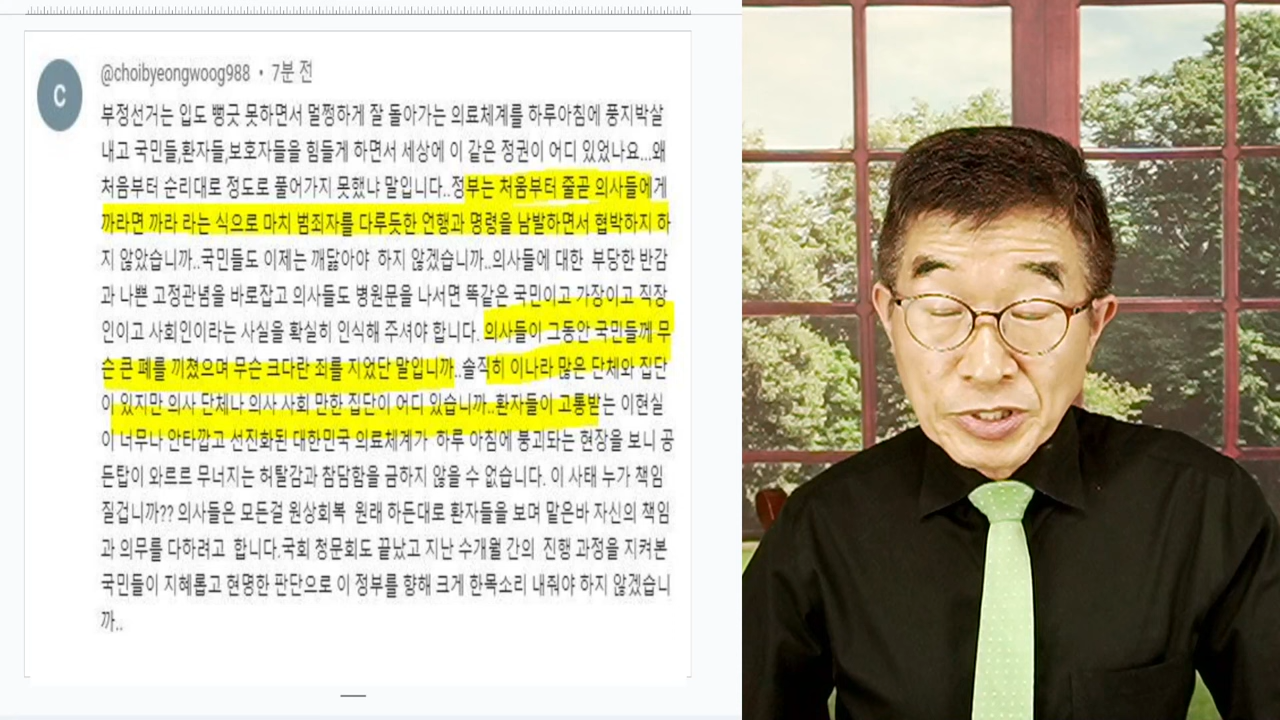 C
@choibyeongwoog988 • 7분 전
부정선거는 입도 뻥긋 못하면서 멀쩡하게 잘 돌아가는 의료체계를 하루아침에 풍지박살
내고 국민들,환자들,보호자들을 힘들게 하면서 세상에 이 같은 정권이 어디 있었나요...왜
처음부터 순리대로 정도로 풀어가지 못했냐 말입니다..정부는 처음부터 줄곧 의사들에게
까라면 까라 라는 식으로 마치 범죄자를 다루듯한 언행과 명령을 남발하면서 협박하지 하
지 않았습니까..국민들도 이제는 깨닳아야 하지 않겠습니까..의사들에 대한 부당한 반감
과 나쁜 고정관념을 바로잡고 의사들도 병원문을 나서면 똑같은 국민이고 가장이고 직장
인이고 사회인이라는 사실을 확실히 인식해 주셔야 합니다. 의사들이 그동안 국민들께 무
슨 큰 폐를 끼쳤으며 무슨 크다란 죄를 지었단 말입니까..솔직히 이나라 많은 단체와 집단
이 있지만 의사 단체나 의사 사회 만한 집단이 어디 있습니까..환자들이 고통받는 이현실
이 너무나 안타깝고 선진화된 대한민국 의료체계가 하루 아침에 붕괴되는 현장을 보니 공
든탑이 와르르 무너지는 허탈감과 참담함을 금하지 않을 수 없습니다. 이 사태 누가 책임
질겁니까?? 의사들은 모든걸 원상회복 원래 하든대로 환자들을 보며 맡은바 자신의 책임
과 의무를 다하려고 합니다.국회 청문회도 끝났고 지난 수개월 간의 진행 과정을 지켜본
국민들이 지혜롭고 현명한 판단으로 이 정부를 향해 크게 한목소리 내줘야 하지 않겠습니
까..